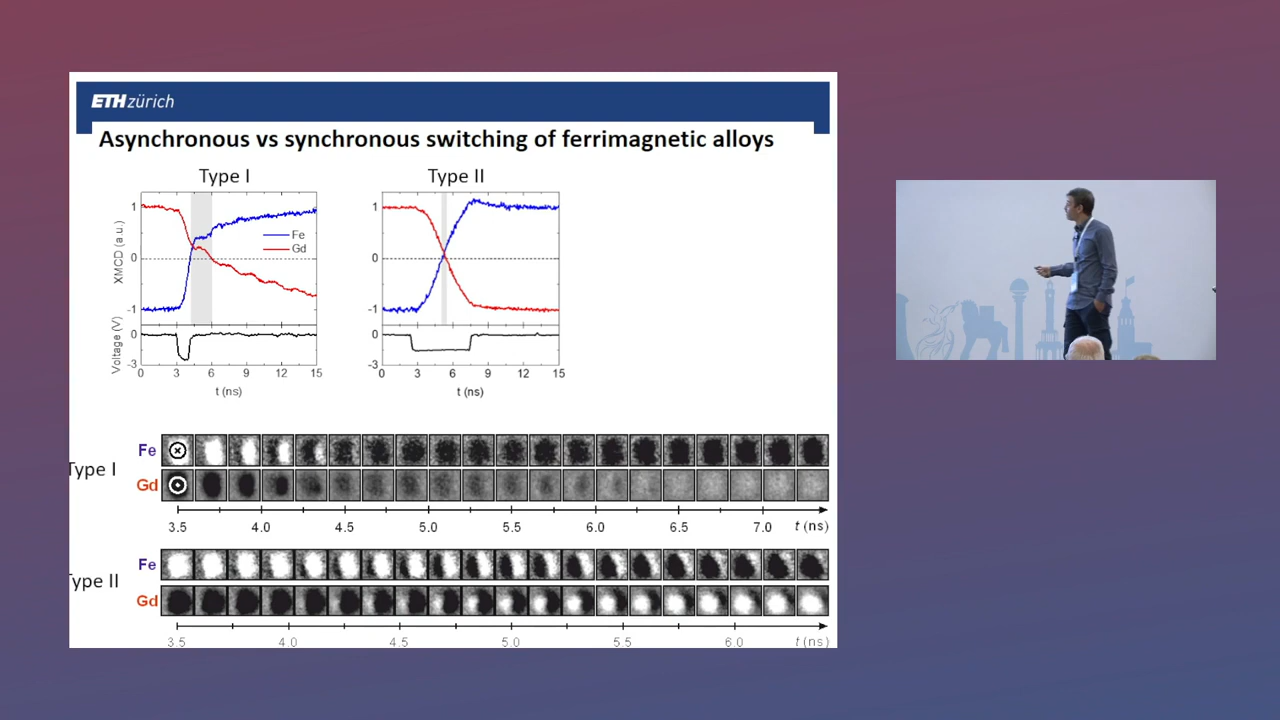 ETH zürich
Asynchronous vs synchronous switching of ferrimagnetic alloys
Type I
Type II
XMCD (a.u.)
1
0
-1
Fe
Gd
1
0
-1
Voltage (V)
0
-3
0
-3
0 3 6 9 12 15
0 3 6 9 12 15
t (ns)
t (ns)
Type I
Fe
Gd
3.5 4.0 4.5 5.0 5.5 6.0 6.5 7.0 t (ns)
Type II
Fe
Gd
3.5 4.0 4.5 5.0 5.5 6.0 t (ns)